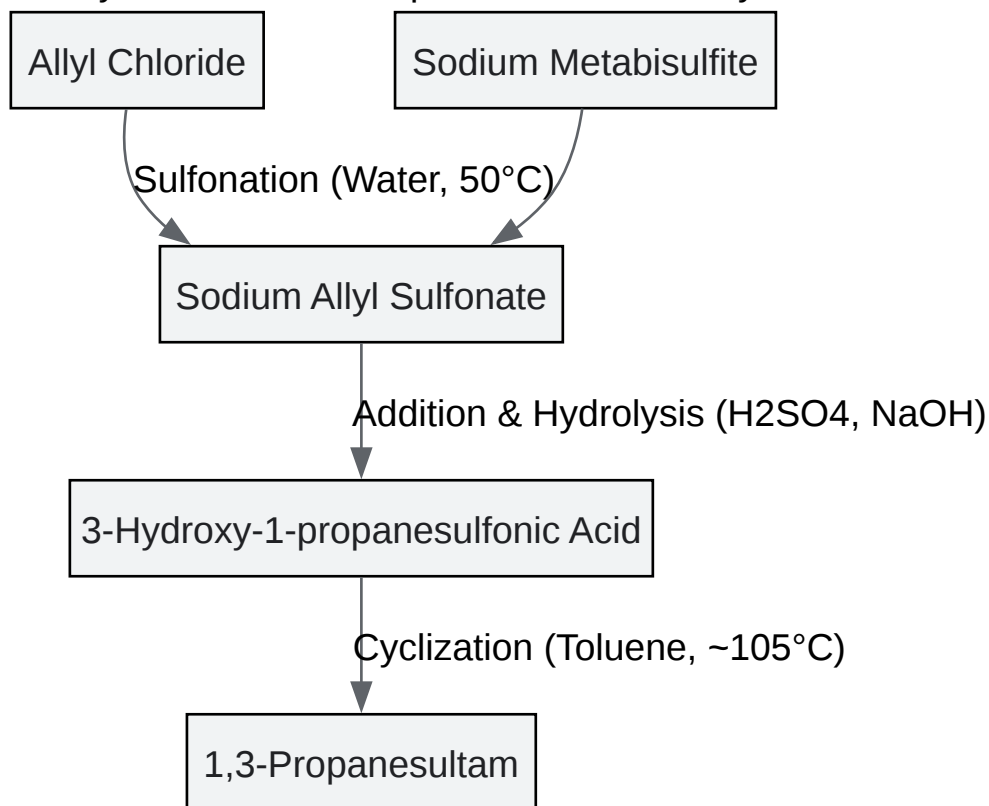 Allyl Chloride
Sodium Metabisulfite
Sulfonation (Water, 50°C)
Sodium Allyl Sulfonate
Addition & Hydrolysis (H2SO4, NaOH)
3-Hydroxy-1-propanesulfonic Acid
Cyclization (Toluene, ~105°C)
1,3-Propanesultam